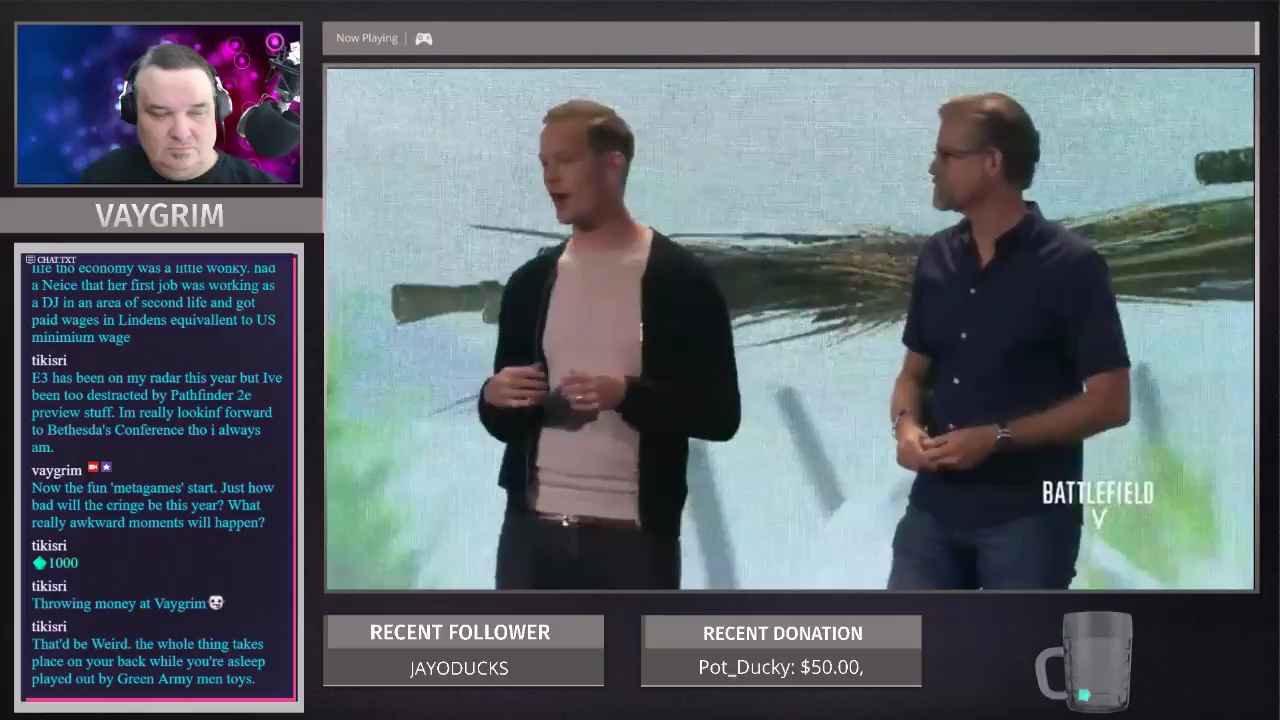 Now Playing |
VAYGRIM
CHAT.TXT
life tho economy was a little wonky. had
a Neice that her first job was working as
a DJ in an area of second life and got
paid wages in Lindens equivallent to US
minimium wage
tikisri
E3 has been on my radar this year but Ive
been too destracted by Pathfinder 2e
preview stuff. Im really lookinf forward
to Bethesda's Conference tho i always
am.
vaygrim
Now the fun 'metagames' start. Just how
bad will the cringe be this year? What
really awkward moments will happen?
tikisri
1000
tikisri
Throwing money at Vaygrim
tikisri
That'd be Weird. the whole thing takes
place on your back while you're asleep
played out by Green Army men toys.
BATTLEFIELD
V
RECENT FOLLOWER
JAYODUCKS
RECENT DONATION
Pot_Ducky: $50.00,